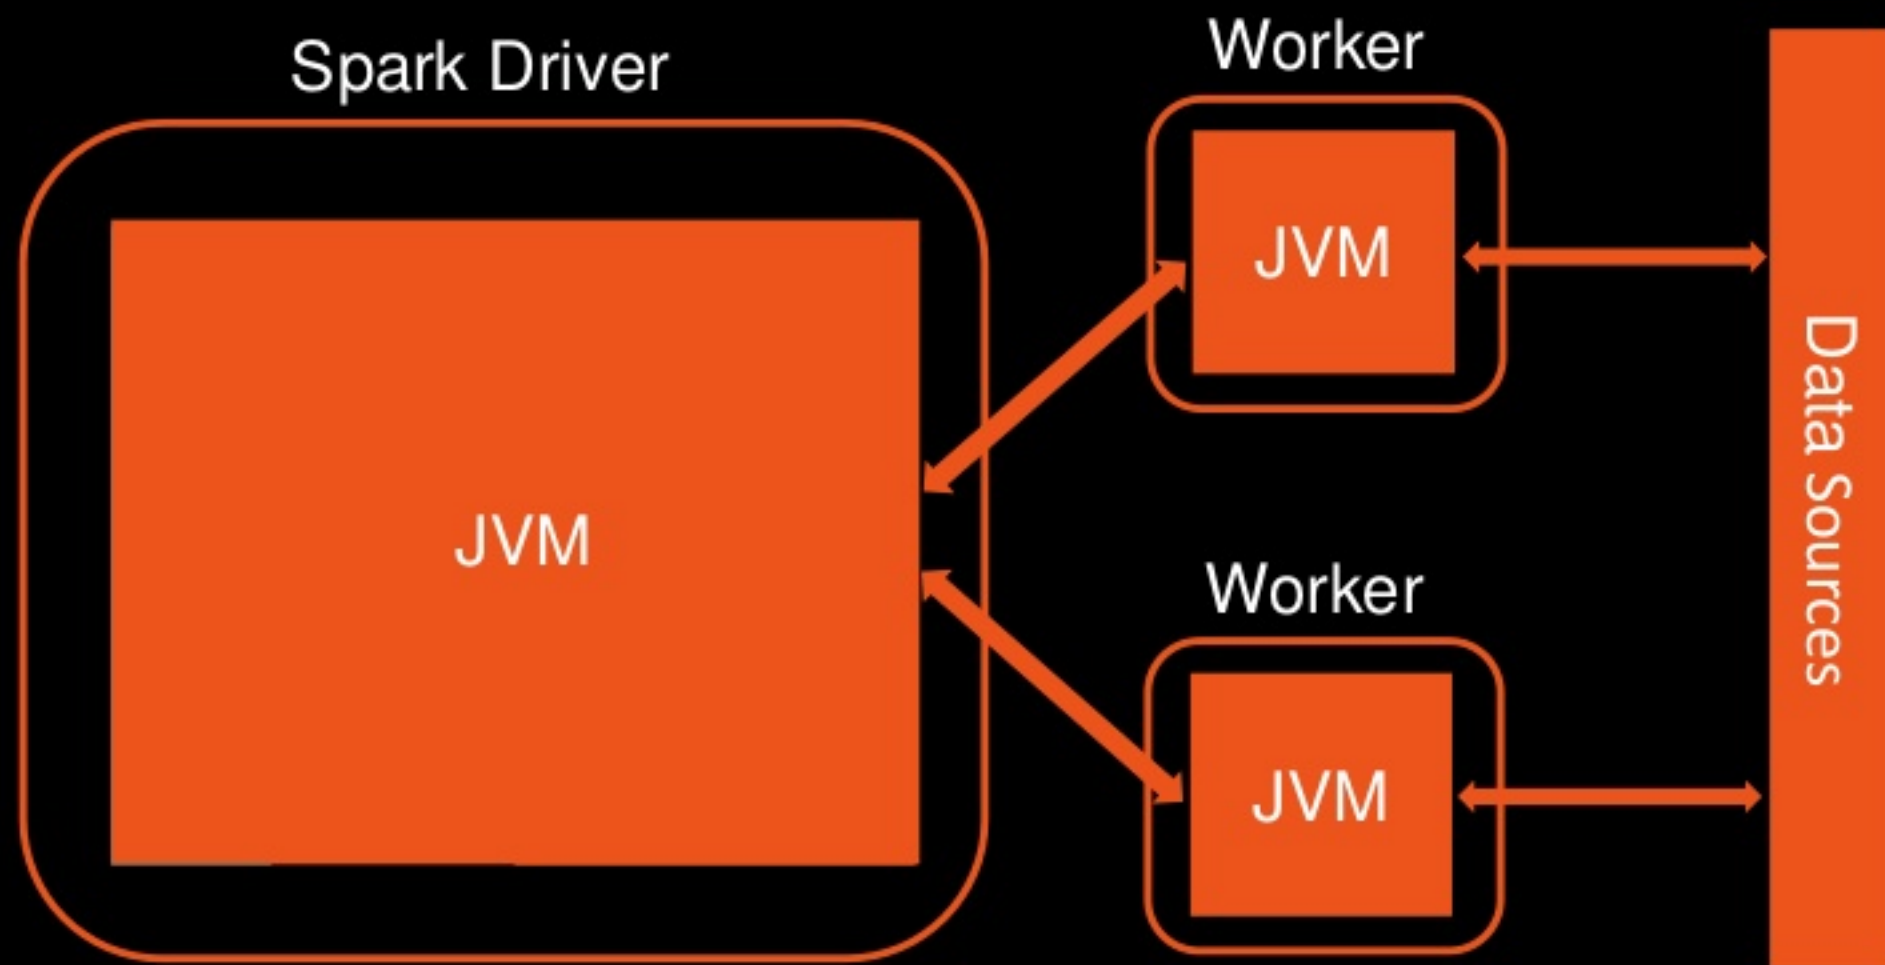 Spark Driver
JVM
Worker
JVM
Worker
JVM
Data Sources